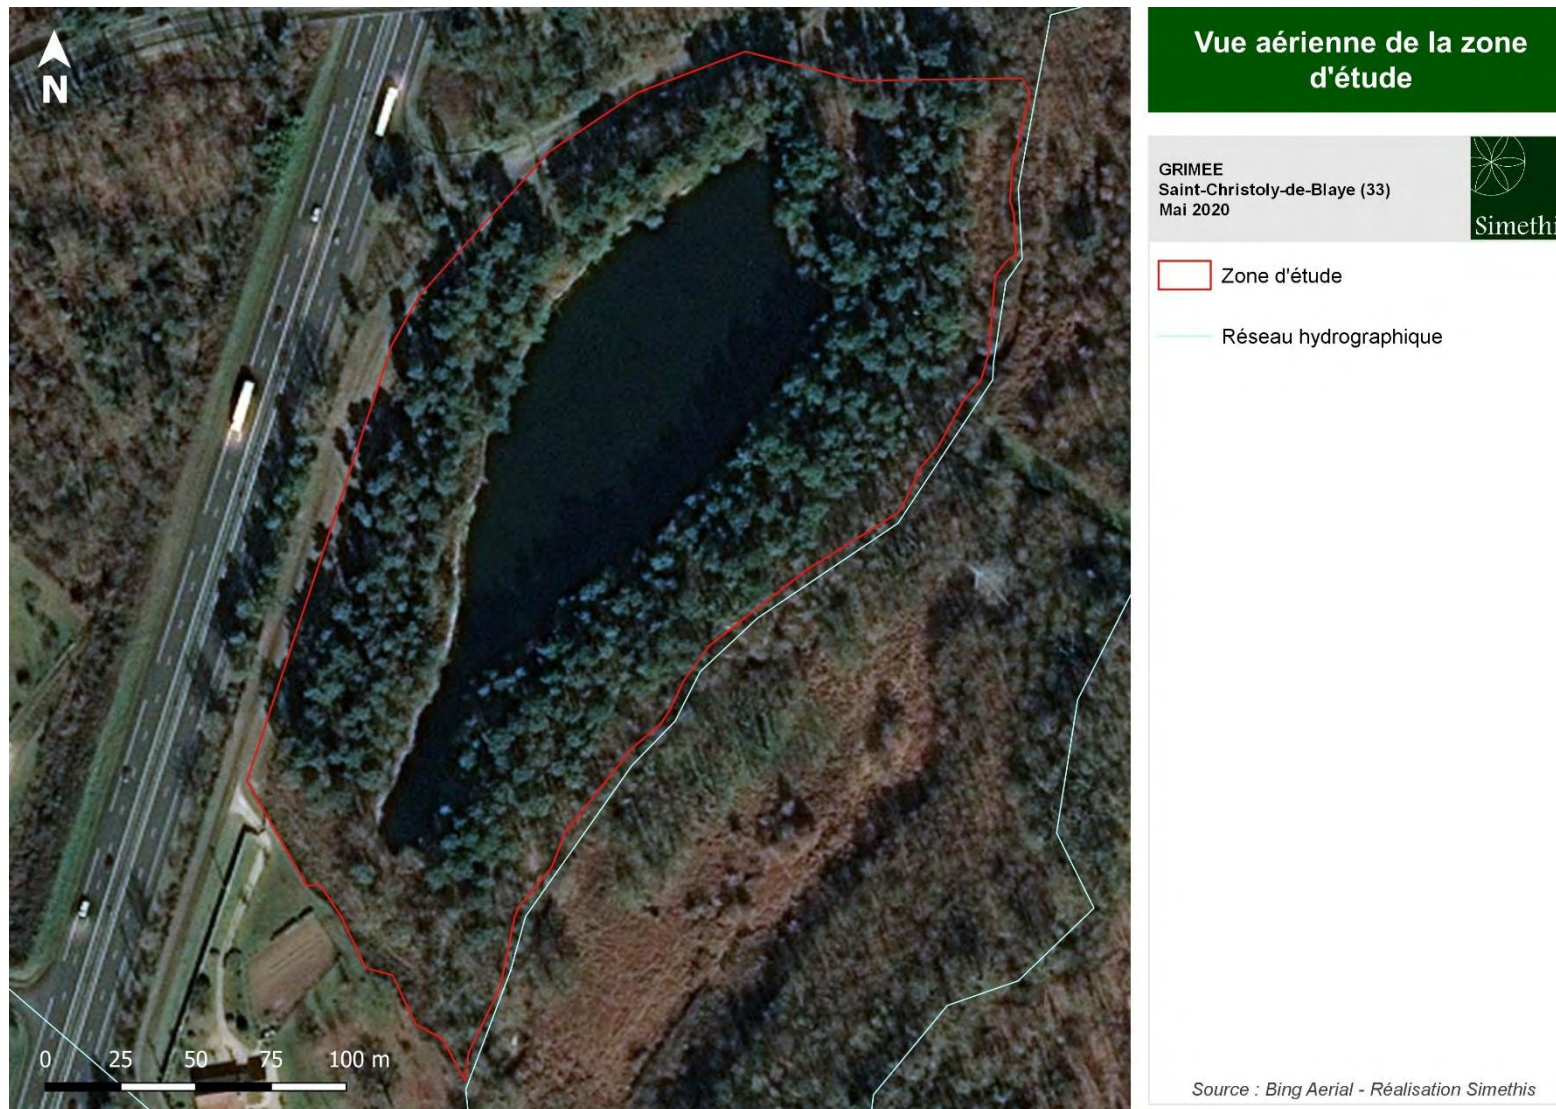 N
Vue aérienne de la zone
d'étude
GRIMEE
Saint-Christoly-de-Blaye (33)
Mai 2020
Simethi
Zone d'étude
Réseau hydrographique
0 25 50 75 100 m
Source : Bing Aerial - Réalisation Simethis